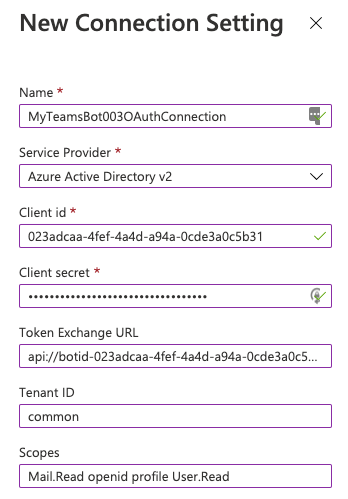 New Connection Setting
Name *
MyTeamsBot003OAuthConnection
Service Provider *
Azure Active Directory v2
Client id *
023adcaa-4fef-4a4d-a94a-0cde3a0c5b31
Client secret *
••••••••••••••••••••••••••••••••••
Token Exchange URL
api://botid-023adcaa-4fef-4a4d-a94a-0cde3a0c5...
Tenant ID
common
Scopes
Mail.Read openid profile User.Read